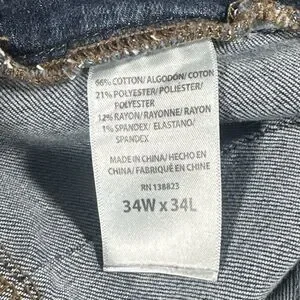 66% COTTON/ ALGODÓN/ COTON
21% POLYESTER/ POLIÉSTER/
POLYESTER
12% RAYON/ RAYONNE/ RAYON
1% SPANDEX/ ELASTANO/
SPANDEX
MADE IN CHINA/ HECHO EN
CHINA/ FABRIQUÉ EN CHINE
RN 138823
34W x 34L